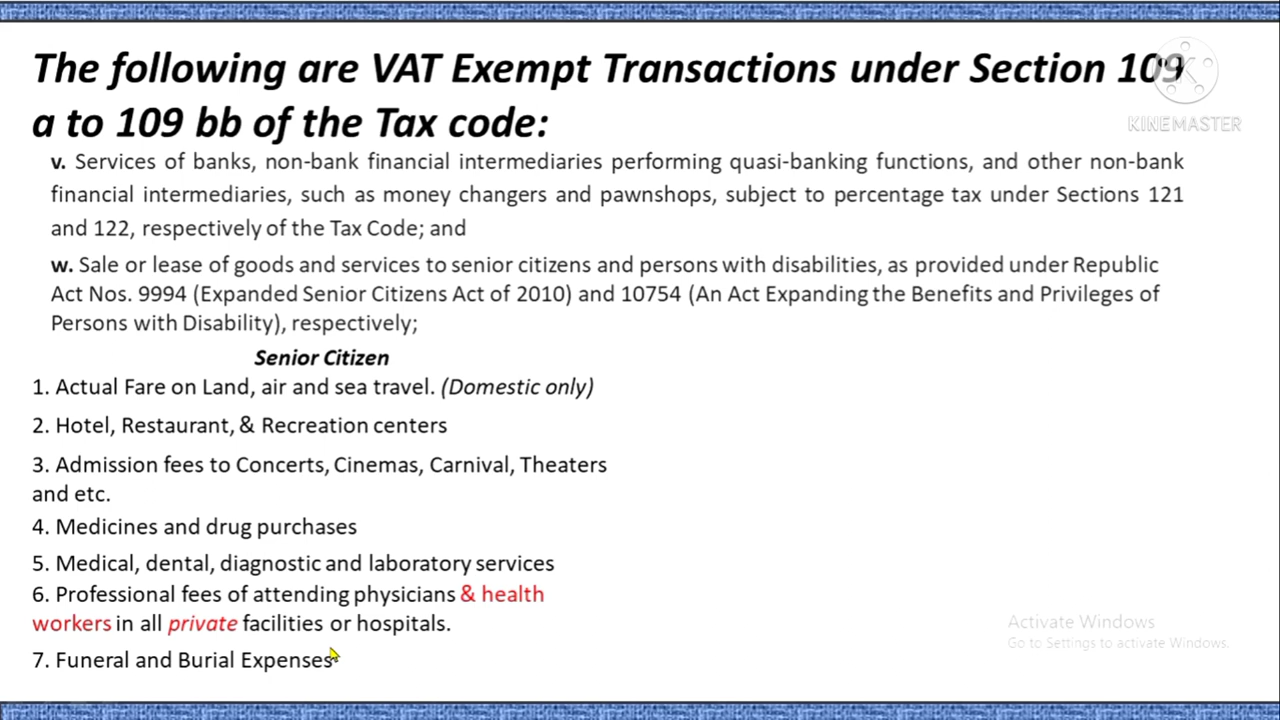 The following are VAT Exempt Transactions under Section 109
a to 109 bb of the Tax code:
KINEMASTER
v. Services of banks, non-bank financial intermediaries performing quasi-banking functions, and other non-bank
financial intermediaries, such as money changers and pawnshops, subject to percentage tax under Sections 121
and 122, respectively of the Tax Code; and
w. Sale or lease of goods and services to senior citizens and persons with disabilities, as provided under Republic
Act Nos. 9994 (Expanded Senior Citizens Act of 2010) and 10754 (An Act Expanding the Benefits and Privileges of
Persons with Disability), respectively;
Senior Citizen
1. Actual Fare on Land, air and sea travel. (Domestic only)
2. Hotel, Restaurant, & Recreation centers
3. Admission fees to Concerts, Cinemas, Carnival, Theaters
and etc.
4. Medicines and drug purchases
5. Medical, dental, diagnostic and laboratory services
6. Professional fees of attending physicians & health
workers in all private facilities or hospitals.
7. Funeral and Burial Expenses
Activate Windows
Go to Settings to activate Windows.